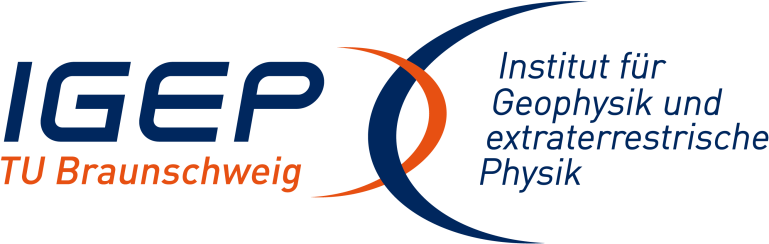 IGEP
TU Braunschweig
Institut für
Geophysik und
extraterrestrische
Physik